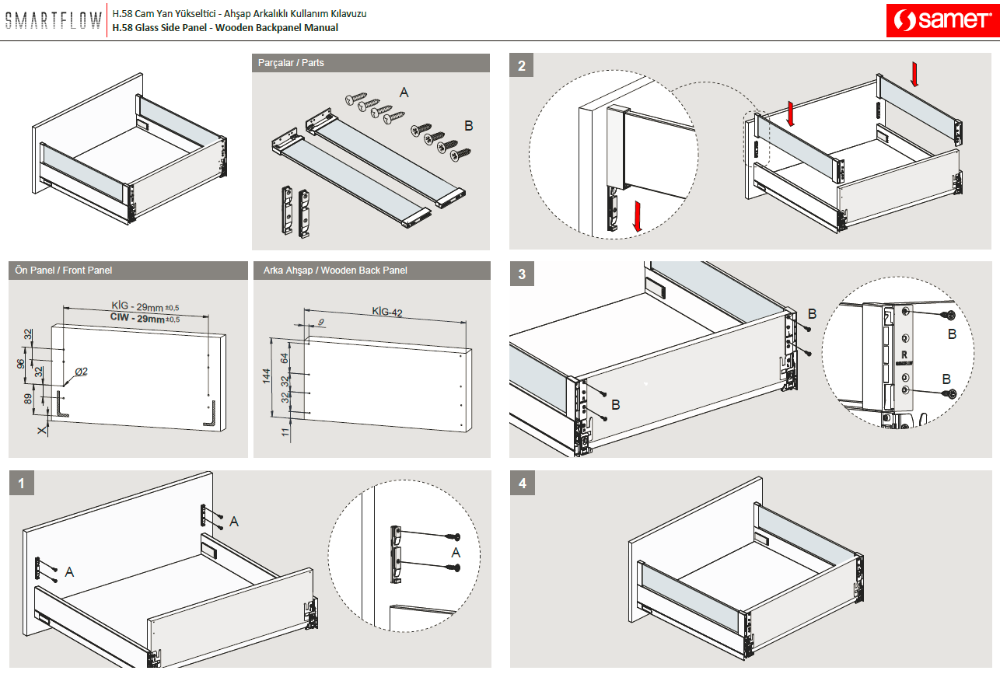 SMARTFLOW
H.58 Cam Yan Yükseltici - Ahşap Arkalıklı Kullanım Kılavuzu
H.58 Glass Side Panel - Wooden Backpanel Manual
samet
Parçalar / Parts
A
B
2
Ön Panel / Front Panel
KİG - 29mm ±0,5
CIW - 29mm ±0,5
32
96
32
Ø2
89
X
Arka Ahşap / Wooden Back Panel
KİG-42
9
144
64
32
32
11
3
B
B
B
R
SMARTFLOW
B
1
A
A
A
4